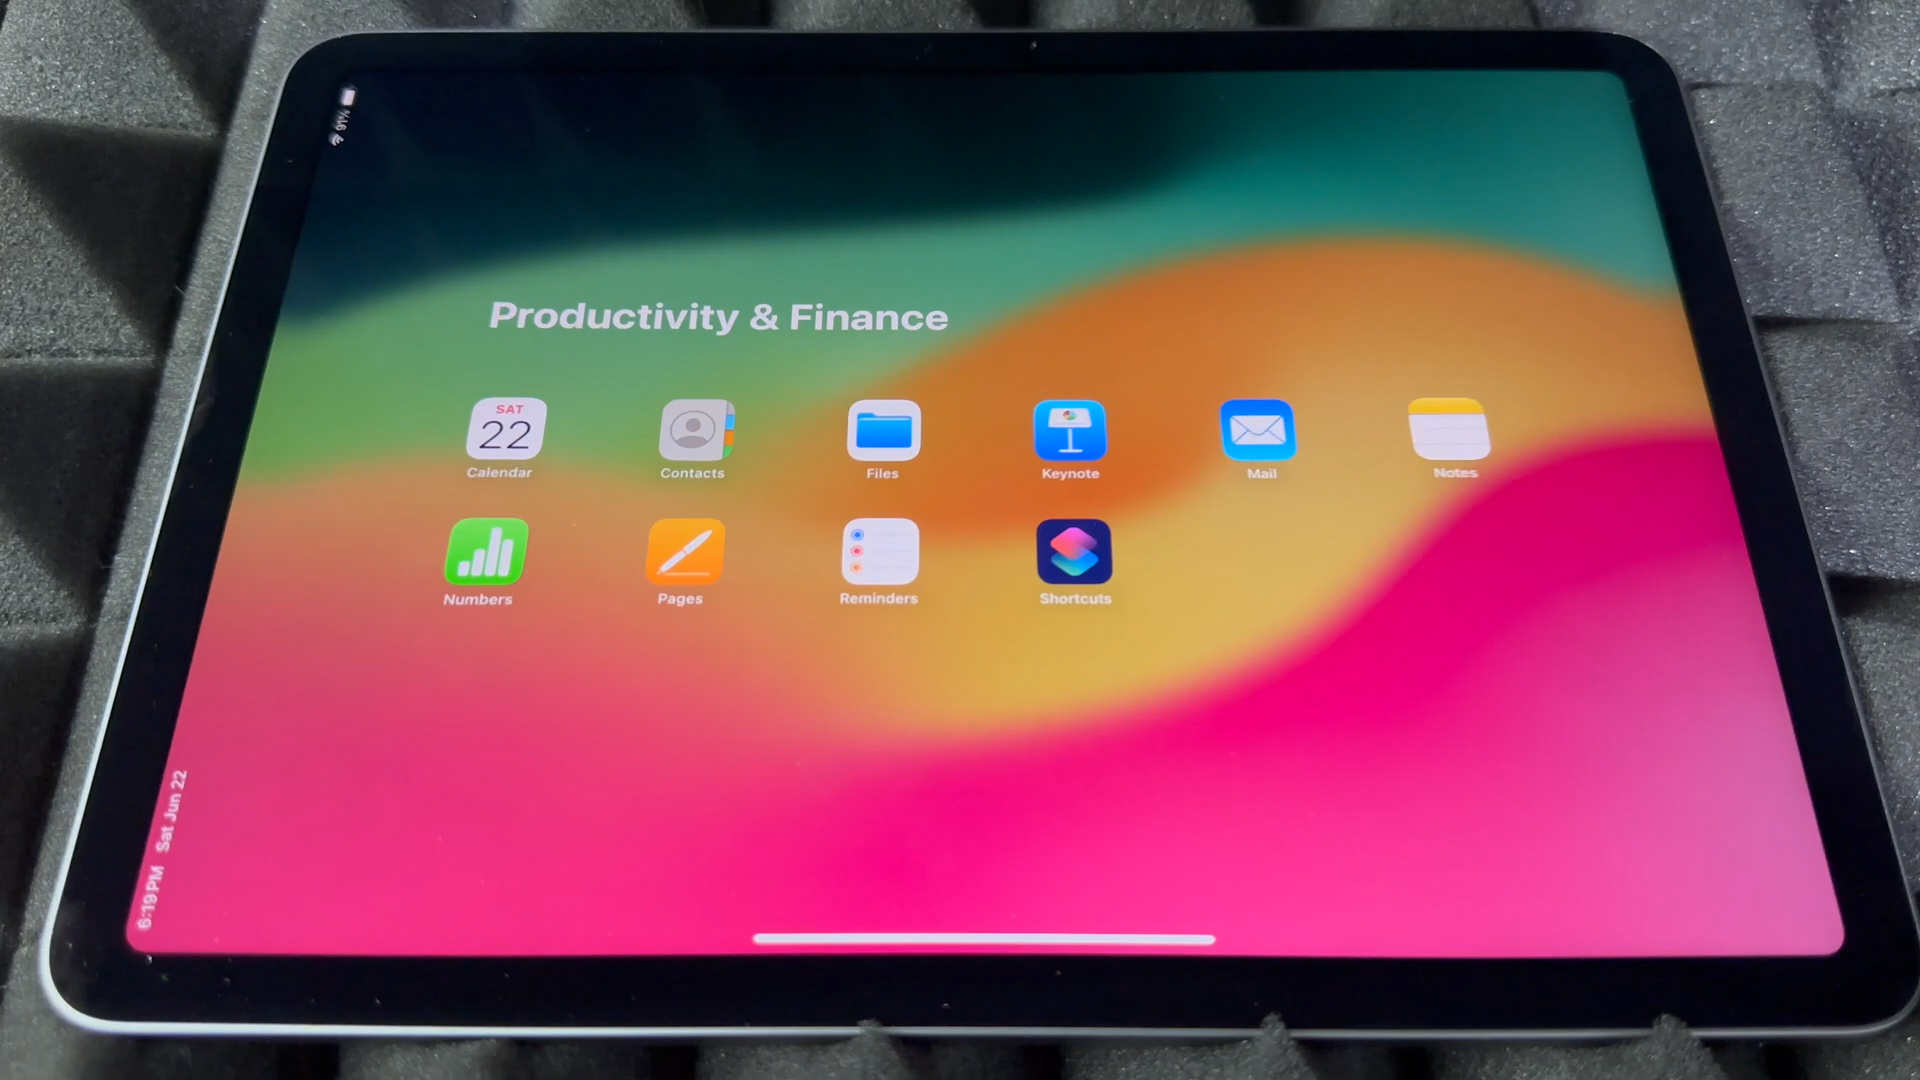 91%
Productivity & Finance
SAT
22
Calendar
Contacts
Files
Keynote
Mail
Notes
Numbers
Pages
Reminders
Shortcuts
6:19 PM Sat Jun 22